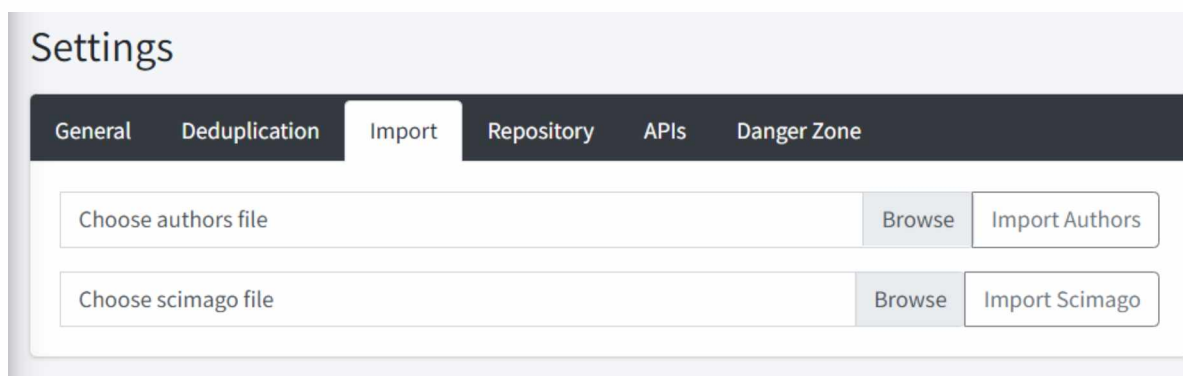 Settings
General Deduplication Import Repository APIs Danger Zone
Choose authors file Browse Import Authors
Choose scimago file Browse Import Scimago